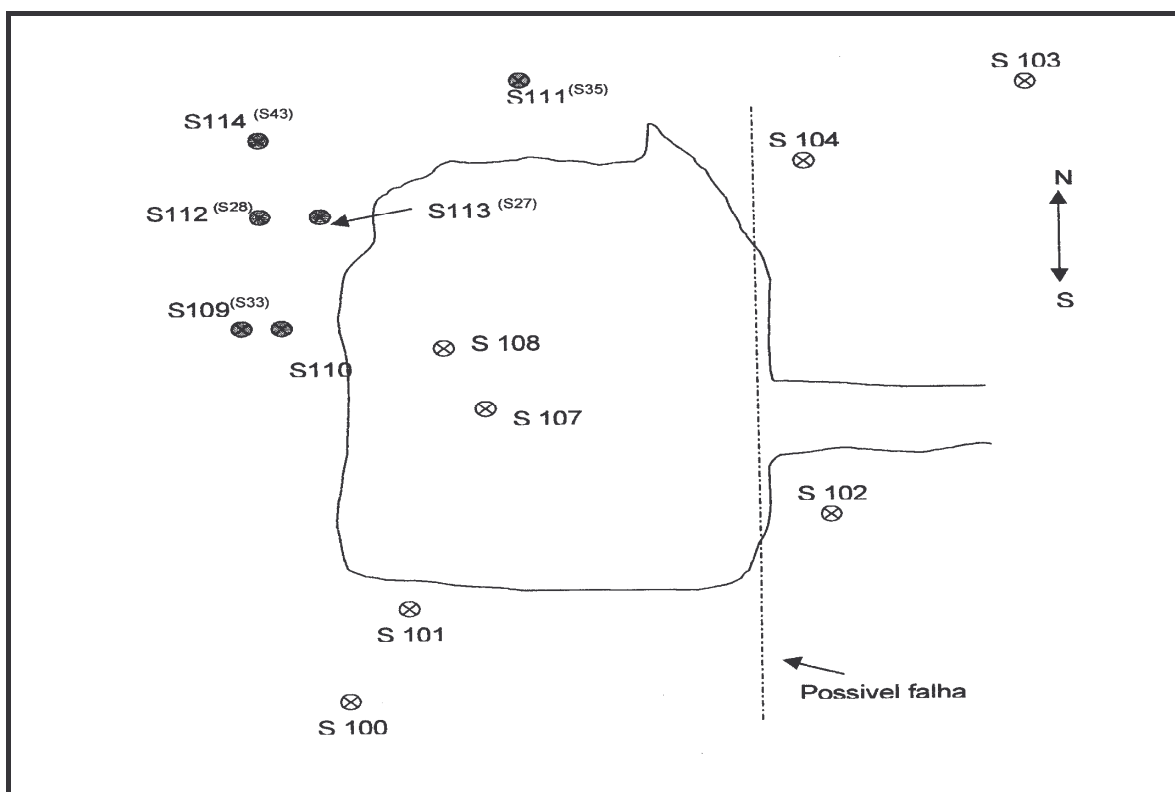 S 103
S111 (S35)
S114 (S43)
S 104
N
S112 (S28)
S113 (S27)
S
S109 (S33)
S 108
S110
S 107
S 102
S 101
Possivel falha
S 100